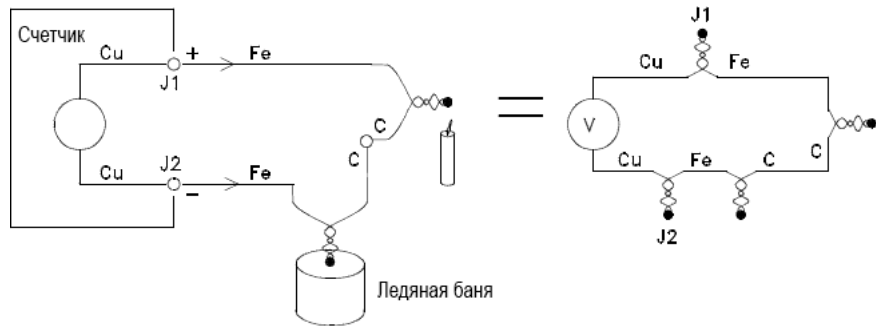 Счетчик
Cu + Fe
J1
C
C
Cu J2 Fe
−
Ледяная баня
J1
Cu Fe
V
C
Cu Fe C
J2